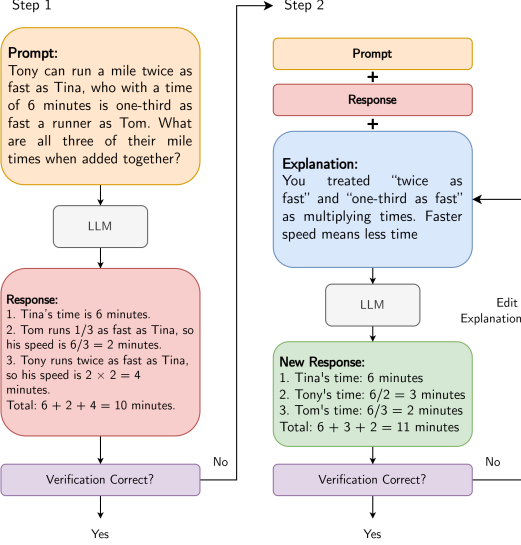 Step 1
Prompt:
Tony can run a mile twice as
fast as Tina, who with a time
of 6 minutes is one-third as
fast a runner as Tom. What
are all three of their mile
times when added together?
LLM
Response:
1. Tina's time is 6 minutes.
2. Tom runs 1/3 as fast as Tina, so
his speed is 6/3 = 2 minutes.
3. Tony runs twice as fast as Tina,
so his speed is 2 × 2 = 4
minutes.
Total: 6 + 2 + 4 = 10 minutes.
Verification Correct?
No
Yes
Step 2
Prompt
+
Response
+
Explanation:
You treated “twice as
fast” and “one-third as fast”
as multiplying times. Faster
speed means less time
LLM
Edit
Explanation
New Response:
1. Tina's time: 6 minutes
2. Tony's time: 6/2 = 3 minutes
3. Tom's time: 6/3 = 2 minutes
Total: 6 + 3 + 2 = 11 minutes
Verification Correct?
No
Yes